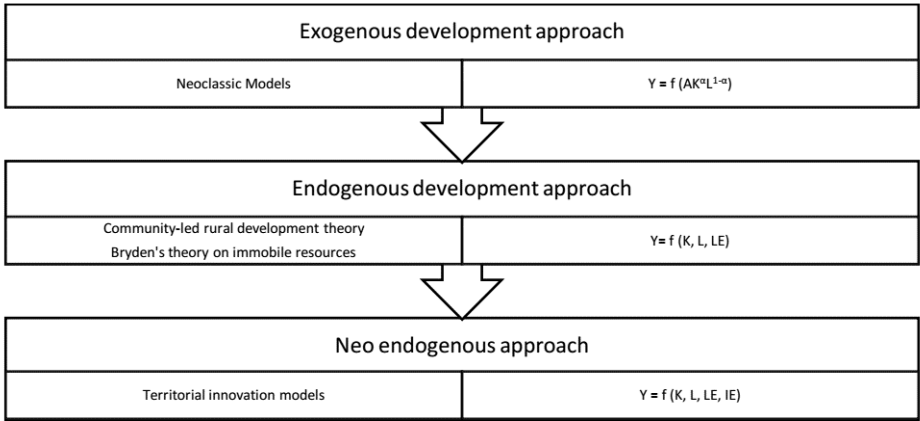 Exogenous development approach
Neoclassic Models
Y = f (AKᵅL¹⁻ᵅ)
Endogenous development approach
Community-led rural development theory
Bryden's theory on immobile resources
Y= f (K, L, LE)
Neo endogenous approach
Territorial innovation models
Y = f (K, L, LE, IE)